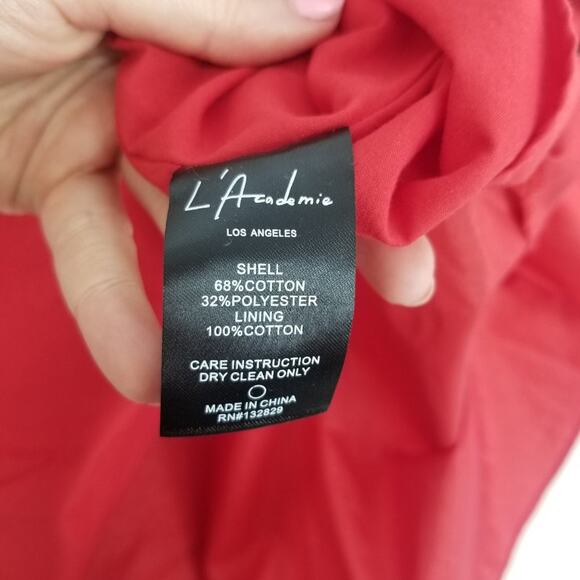 L'Academie
LOS ANGELES
SHELL
68%COTTON
32%POLYESTER
LINING
100%COTTON
CARE INSTRUCTION
DRY CLEAN ONLY
MADE IN CHINA
RN#132829